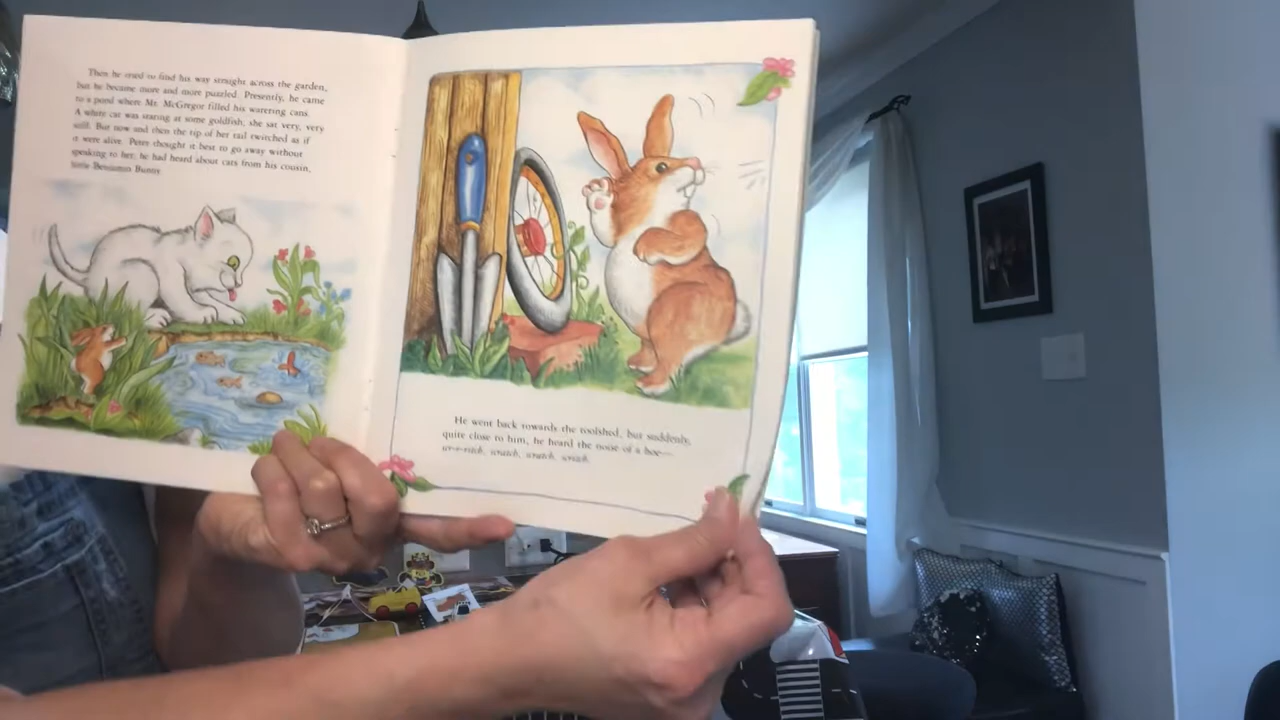 Then he tried to find his way straight across the garden,
but he became more and more puzzled. Presently, he came
to a pond where Mr. McGregor filled his watering cans.
A white cat was staring at some goldfish; she sat very, very
still. But now and then the tip of her tail twitched as if
it were alive. Peter thought it best to go away without
speaking to her; he had heard about cats from his cousin,
little Benjamin Bunny.
He went back towards the toolshed, but suddenly,
quite close to him, he heard the noise of a hoe—
scr-r-ritch, scratch, scratch, scritch.